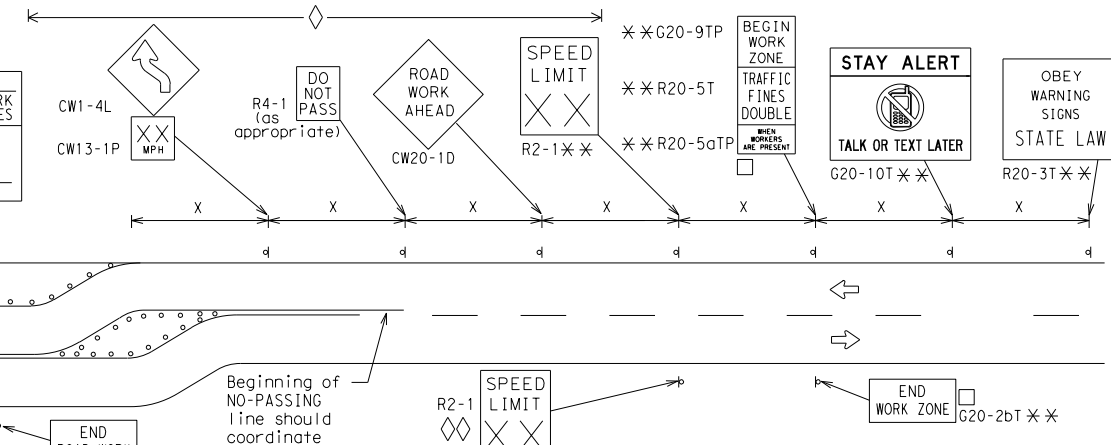 CW1-4L
XX
MPH
CW13-1P
R4-1
(as
appropriate)
DO
NOT
PASS
ROAD
WORK
AHEAD
CW20-1D
SPEED
LIMIT
XX
R2-1**
**G20-9TP
**R20-5T
**R20-5aTP
BEGIN
WORK
ZONE
TRAFFIC
FINES
DOUBLE
WHEN
WORKERS
ARE PRESENT
STAY ALERT
TALK OR TEXT LATER
G20-10T**
OBEY
WARNING
SIGNS
STATE LAW
R20-3T**
X X X X X X X
Beginning of
NO-PASSING
line should
coordinate
R2-1
SPEED
LIMIT
XX
END
WORK ZONE
G20-2bT**
END